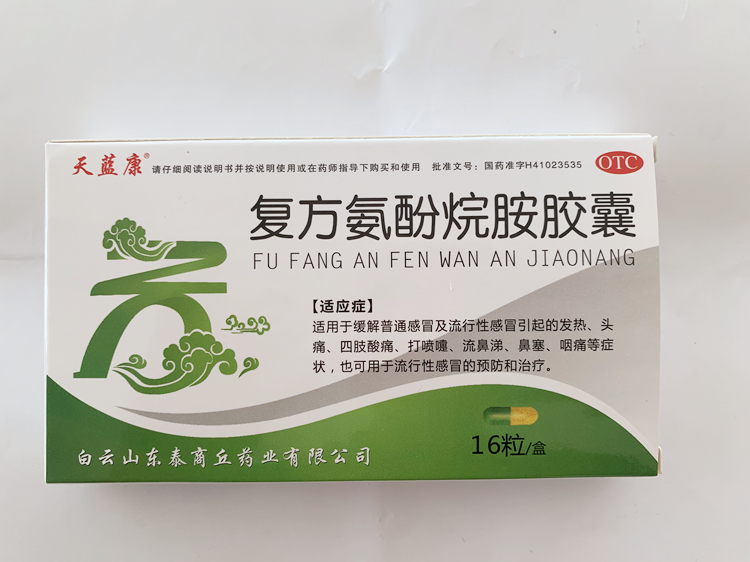 天蓝康®
请仔细阅读说明书并按说明使用或在药师指导下购买和使用 批准文号：国药准字H41023535
OTC
复方氨酚烷胺胶囊
FU FANG AN FEN WAN AN JIAONANG
【适应症】
适用于缓解普通感冒及流行性感冒引起的发热、头
痛、四肢酸痛、打喷嚏、流鼻涕、鼻塞、咽痛等症
状，也可用于流行性感冒的预防和治疗。
16粒/盒
白云山东泰商丘药业有限公司